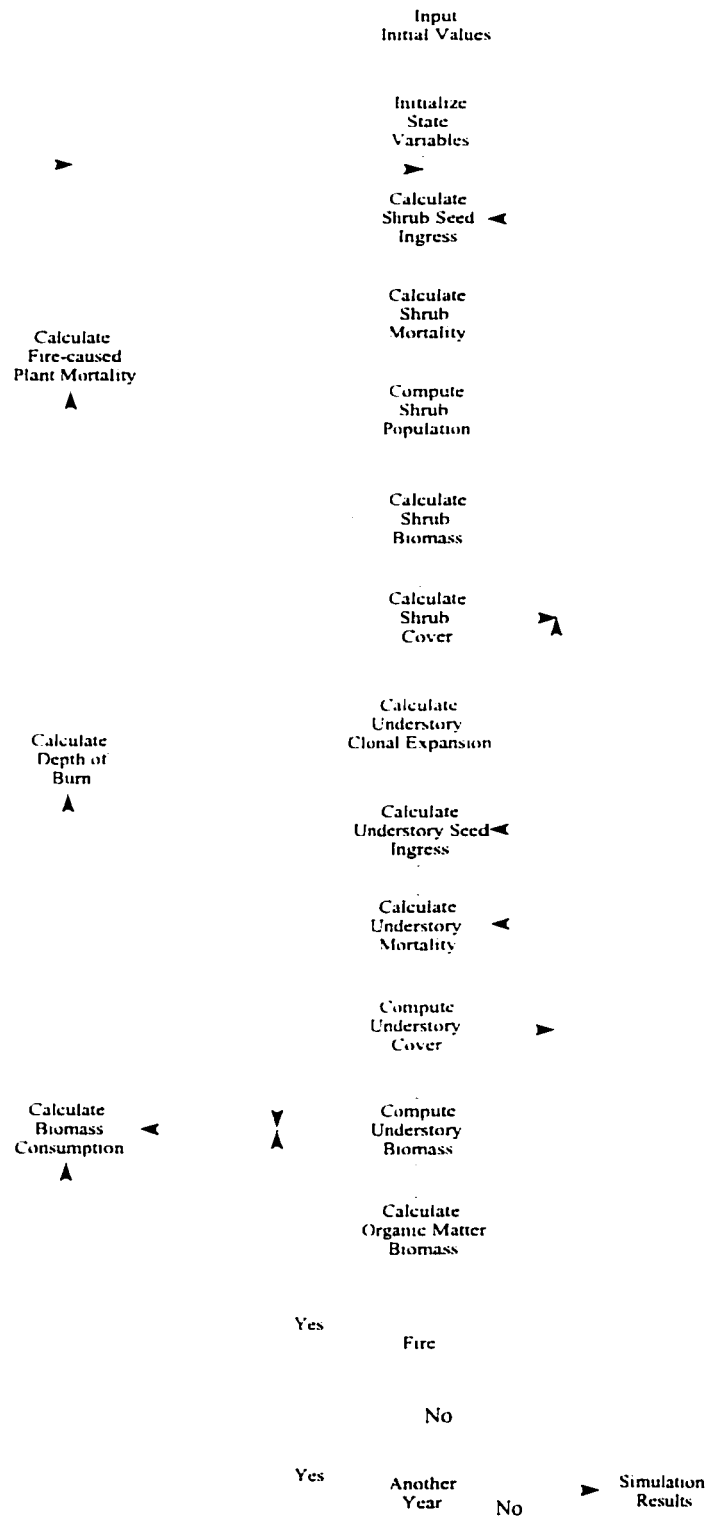 Input
Initial Values
Initialize
State
Variables
Calculate
Shrub Seed
Ingress
Calculate
Shrub
Mortality
Calculate
Fire-caused
Plant Mortality
Compute
Shrub
Population
Calculate
Shrub
Biomass
Calculate
Shrub
Cover
Calculate
Understory
Clonal Expansion
Calculate
Depth of
Burn
Calculate
Understory Seed
Ingress
Calculate
Understory
Mortality
Compute
Understory
Cover
Calculate
Biomass
Consumption
Compute
Understory
Biomass
Calculate
Organic Matter
Biomass
Yes
Fire
No
Yes
Another
Year
No
Simulation
Results